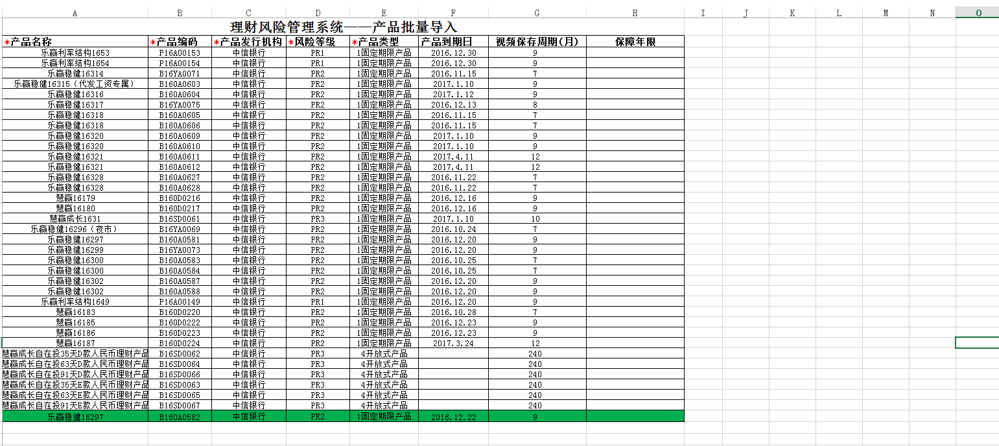 A B C D E F G H I J K L M N O
理财风险管理系统——产品批量导入
*产品名称 *产品编码 *产品发行机构 *风险等级 *产品类型 产品到期日 视频保存周期(月) 保障年限
乐赢利率结构1653 P16A00153 中信银行 PR1 1固定期限产品 2016.12.30 9
乐赢利率结构1654 P16A00154 中信银行 PR1 1固定期限产品 2016.12.30 9
乐赢稳健16314 B16YA0071 中信银行 PR2 1固定期限产品 2016.11.15 7
乐赢稳健16315（代发工资专属） B160A0603 中信银行 PR2 1固定期限产品 2017.1.10 9
乐赢稳健16316 B160A0604 中信银行 PR2 1固定期限产品 2017.1.12 9
乐赢稳健16317 B16YA0075 中信银行 PR2 1固定期限产品 2016.12.13 8
乐赢稳健16318 B160A0605 中信银行 PR2 1固定期限产品 2016.11.15 7
乐赢稳健16318 B160A0606 中信银行 PR2 1固定期限产品 2016.11.15 7
乐赢稳健16320 B160A0609 中信银行 PR2 1固定期限产品 2017.1.10 9
乐赢稳健16320 B160A0610 中信银行 PR2 1固定期限产品 2017.1.10 9
乐赢稳健16321 B160A0611 中信银行 PR2 1固定期限产品 2017.4.11 12
乐赢稳健16321 B160A0612 中信银行 PR2 1固定期限产品 2017.4.11 12
乐赢稳健16328 B160A0627 中信银行 PR2 1固定期限产品 2016.11.22 7
乐赢稳健16328 B160A0628 中信银行 PR2 1固定期限产品 2016.11.22 7
慧赢16179 B160D0216 中信银行 PR2 1固定期限产品 2016.12.16 9
慧赢16180 B160D0217 中信银行 PR2 1固定期限产品 2016.12.16 9
慧赢成长1631 B16SD0061 中信银行 PR3 1固定期限产品 2017.1.10 10
乐赢稳健16296（夜市） B16YA0069 中信银行 PR2 1固定期限产品 2016.10.24 7
乐赢稳健16297 B160A0581 中信银行 PR2 1固定期限产品 2016.12.20 9
乐赢稳健16299 B16YA0073 中信银行 PR2 1固定期限产品 2016.12.20 9
乐赢稳健16300 B160A0583 中信银行 PR2 1固定期限产品 2016.10.25 7
乐赢稳健16300 B160A0584 中信银行 PR2 1固定期限产品 2016.10.25 7
乐赢稳健16302 B160A0587 中信银行 PR2 1固定期限产品 2016.12.20 9
乐赢稳健16302 B160A0588 中信银行 PR2 1固定期限产品 2016.12.20 9
乐赢利率结构1649 P16A00149 中信银行 PR1 1固定期限产品 2016.12.20 9
慧赢16183 B160D0220 中信银行 PR2 1固定期限产品 2016.10.28 7
慧赢16185 B160D0222 中信银行 PR2 1固定期限产品 2016.12.23 9
慧赢16186 B160D0223 中信银行 PR2 1固定期限产品 2016.12.23 9
慧赢16187 B160D0224 中信银行 PR2 1固定期限产品 2017.3.24 12
慧赢成长自在投35天D款人民币理财产品 B16SD0062 中信银行 PR3 4开放式产品 240
慧赢成长自在投63天D款人民币理财产品 B16SD0064 中信银行 PR3 4开放式产品 240
慧赢成长自在投91天D款人民币理财产品 B16SD0066 中信银行 PR3 4开放式产品 240
慧赢成长自在投35天E款人民币理财产品 B16SD0063 中信银行 PR3 4开放式产品 240
慧赢成长自在投63天E款人民币理财产品 B16SD0065 中信银行 PR3 4开放式产品 240
慧赢成长自在投91天E款人民币理财产品 B16SD0067 中信银行 PR3 4开放式产品 240
乐赢稳健16297 B160A0582 中信银行 PR2 1固定期限产品 2016.12.22 9